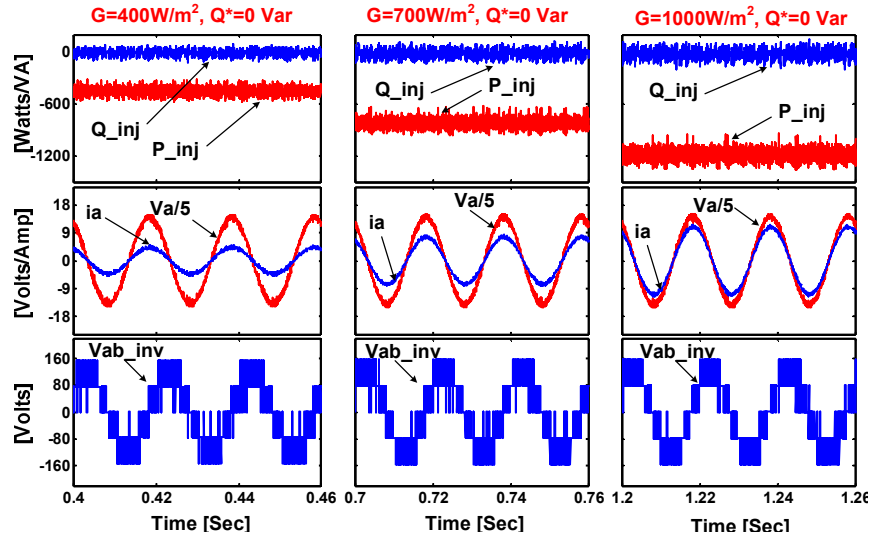 G=400W/m², Q*=0 Var
G=700W/m², Q*=0 Var
G=1000W/m², Q*=0 Var
[Watts/VA]
0
-600
-1200
Q_inj
P_inj
Q_inj
P_inj
Q_inj
P_inj
[Volts/Amp]
18
9
0
-9
-18
ia
Va/5
ia
Va/5
ia
Va/5
[Volts]
160
80
0
-80
-160
Vab_inv
Vab_inv
Vab_inv
0.4 0.42 0.44 0.46
0.7 0.72 0.74 0.76
1.2 1.22 1.24 1.26
Time [Sec]
Time [Sec]
Time [Sec]